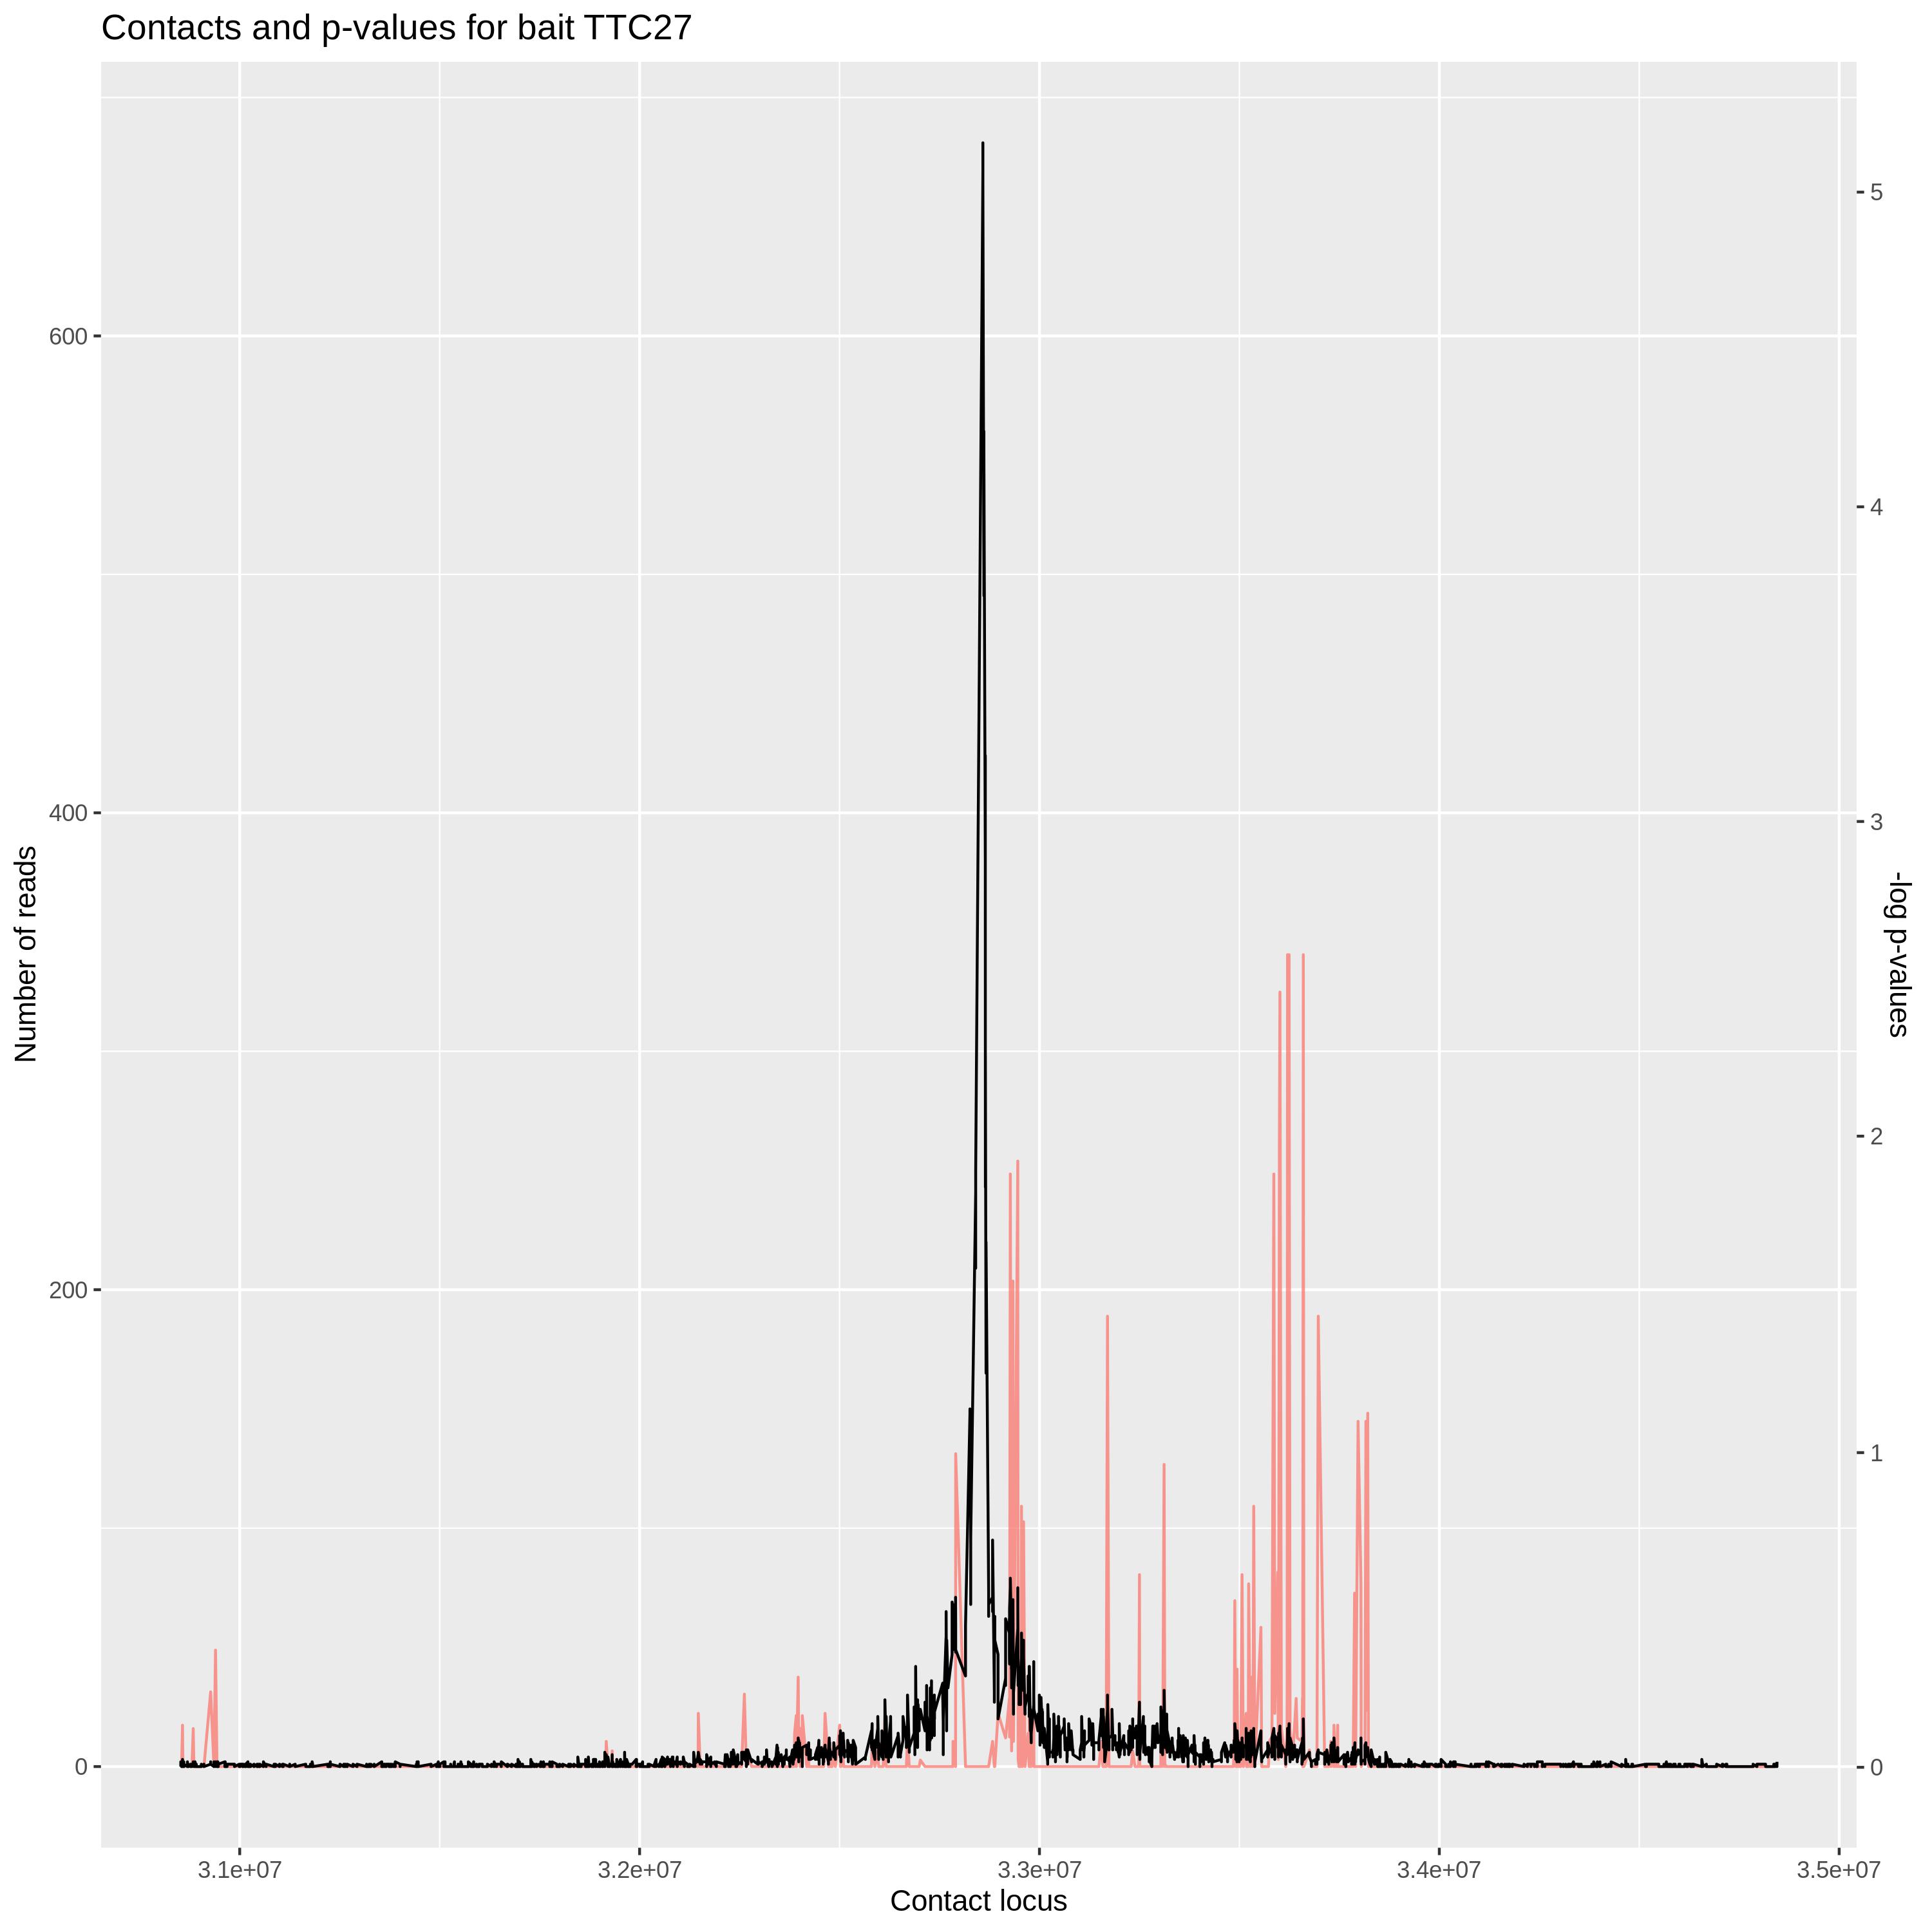 Contacts and p-values for bait TTC27
Number of reads
600
400
200
0
5
4
3
2
1
0
-log p-values
3.1e+07
3.2e+07
3.3e+07
3.4e+07
3.5e+07
Contact locus